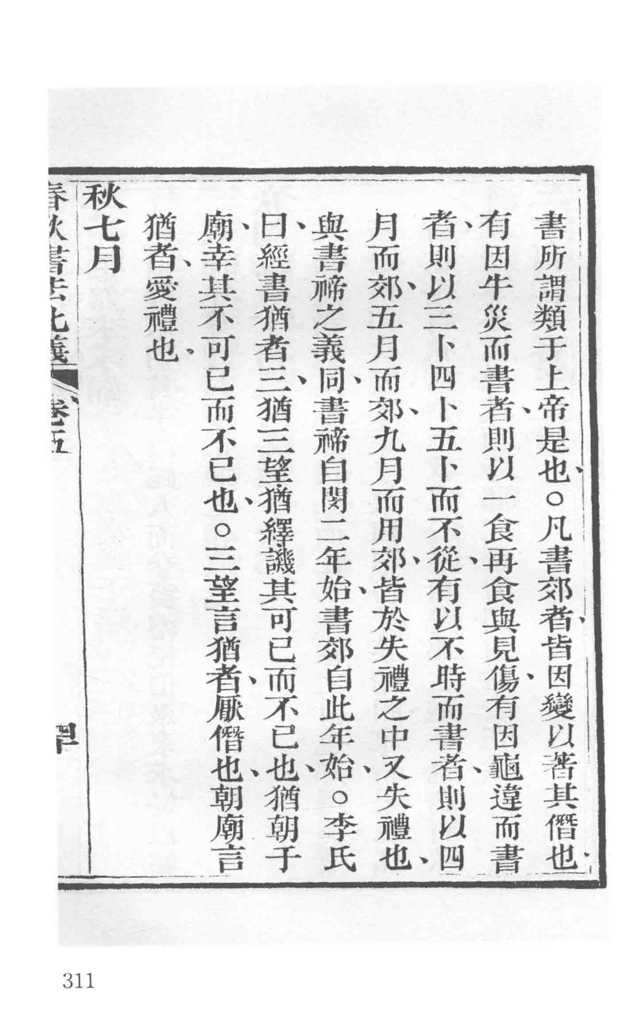 書所謂類于上帝是也、○凡書郊者、皆因變以著其僭也、
有因牛災而書者、則以一食再食與見傷、有因龜違而書
者、則以三卜四卜五卜而不從、有以不時而書者、則以四
月而郊、五月而郊、九月而用郊、皆於失禮之中又失禮也、
與書禘之義同、書禘自閔二年始、書郊自此年始、○李氏
曰、經書猶者三、猶三望猶繹譏其可已而不已也、猶朝于
廟、幸其不可已而不已也、○三望言猶者、厭僭也、朝廟言
猶者、愛禮也、
秋七月
春秋書法比義 卷五
311